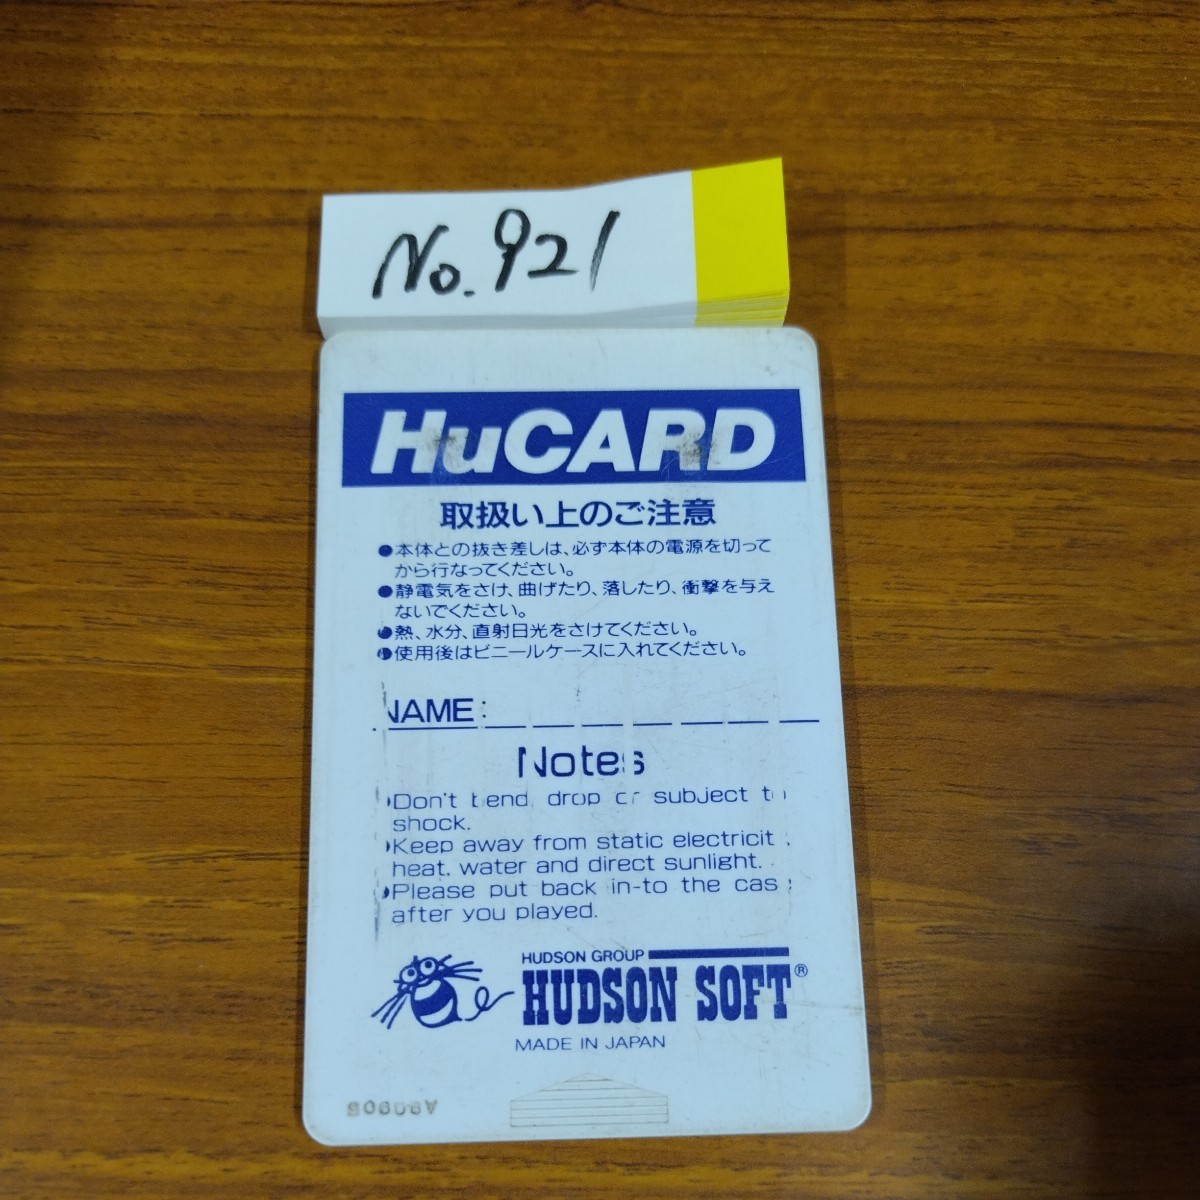 No.921
HuCARD
取扱い上のご注意
●本体との抜き差しは、必ず本体の電源を切って
から行なってください。
●静電気をさけ、曲げたり、落したり、衝撃を与え
ないでください。
●熱、水分、直射日光をさけてください。
●使用後はビニールケースに入れてください。
NAME:
Notes
●Don't bend, drop or subject to
shock.
●Keep away from static electricit
heat, water and direct sunlight.
●Please put back in-to the cas
after you played.
HUDSON GROUP
HUDSON SOFT®
MADE IN JAPAN